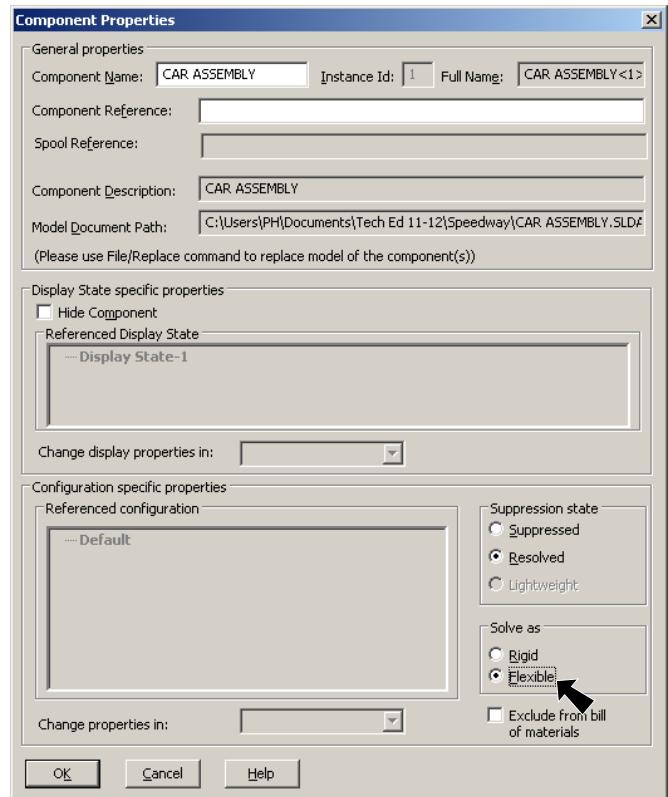 Component Properties
General properties
Component Name: CAR ASSEMBLY Instance Id: 1 Full Name: CAR ASSEMBLY<1>
Component Reference:
Spool Reference:
Component Description: CAR ASSEMBLY
Model Document Path: C:\Users\PH\Documents\Tech Ed 11-12\Speedway\CAR ASSEMBLY.SLDA
(Please use File/Replace command to replace model of the component(s))
Display State specific properties
Hide Component
Referenced Display State
Display State-1
Change display properties in:
Configuration specific properties
Referenced configuration
Default
Suppression state
Suppressed
Resolved
Lightweight
Solve as
Rigid
Flexible
Change properties in:
Exclude from bill
of materials
OK Cancel Help